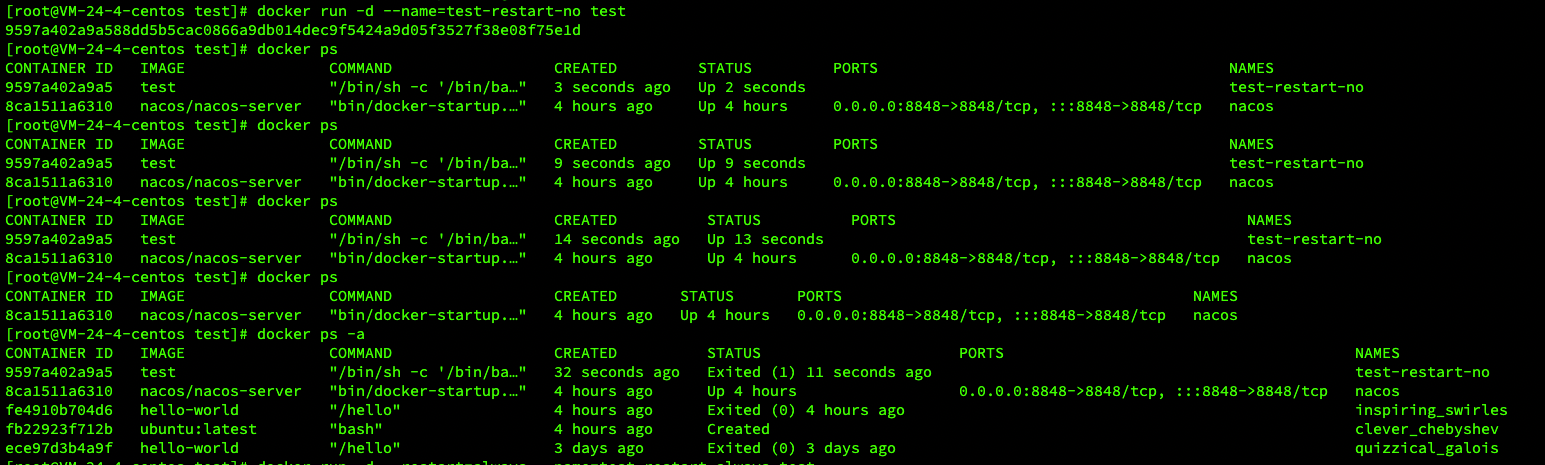 [root@VM-24-4-centos test]# docker run -d --name=test-restart-no test
9597a402a9a588dd5b5cac0866a9db014dec9f5424a9d05f3527f38e08f75e1d
[root@VM-24-4-centos test]# docker ps
CONTAINER ID   IMAGE                COMMAND                  CREATED         STATUS         PORTS                                       NAMES
9597a402a9a5   test                 "/bin/sh -c '/bin/ba…"   3 seconds ago   Up 2 seconds                                               test-restart-no
8ca1511a6310   nacos/nacos-server   "bin/docker-startup.…"   4 hours ago     Up 4 hours     0.0.0.0:8848->8848/tcp, :::8848->8848/tcp   nacos
[root@VM-24-4-centos test]# docker ps
CONTAINER ID   IMAGE                COMMAND                  CREATED         STATUS         PORTS                                       NAMES
9597a402a9a5   test                 "/bin/sh -c '/bin/ba…"   9 seconds ago   Up 9 seconds                                               test-restart-no
8ca1511a6310   nacos/nacos-server   "bin/docker-startup.…"   4 hours ago     Up 4 hours     0.0.0.0:8848->8848/tcp, :::8848->8848/tcp   nacos
[root@VM-24-4-centos test]# docker ps
CONTAINER ID   IMAGE                COMMAND                  CREATED          STATUS          PORTS                                       NAMES
9597a402a9a5   test                 "/bin/sh -c '/bin/ba…"   14 seconds ago   Up 13 seconds                                               test-restart-no
8ca1511a6310   nacos/nacos-server   "bin/docker-startup.…"   4 hours ago      Up 4 hours      0.0.0.0:8848->8848/tcp, :::8848->8848/tcp   nacos
[root@VM-24-4-centos test]# docker ps
CONTAINER ID   IMAGE                COMMAND                  CREATED       STATUS       PORTS                                       NAMES
8ca1511a6310   nacos/nacos-server   "bin/docker-startup.…"   4 hours ago   Up 4 hours   0.0.0.0:8848->8848/tcp, :::8848->8848/tcp   nacos
[root@VM-24-4-centos test]# docker ps -a
CONTAINER ID   IMAGE                COMMAND                  CREATED          STATUS                      PORTS                                       NAMES
9597a402a9a5   test                 "/bin/sh -c '/bin/ba…"   32 seconds ago   Exited (1) 11 seconds ago                                               test-restart-no
8ca1511a6310   nacos/nacos-server   "bin/docker-startup.…"   4 hours ago      Up 4 hours                  0.0.0.0:8848->8848/tcp, :::8848->8848/tcp   nacos
fe4910b704d6   hello-world          "/hello"                 4 hours ago      Exited (0) 4 hours ago                                                  inspiring_swirles
fb22923f712b   ubuntu:latest        "bash"                   4 hours ago      Created                                                                 clever_chebyshev
ece97d3b4a9f   hello-world          "/hello"                 3 days ago       Exited (0) 3 days ago                                                   quizzical_galois